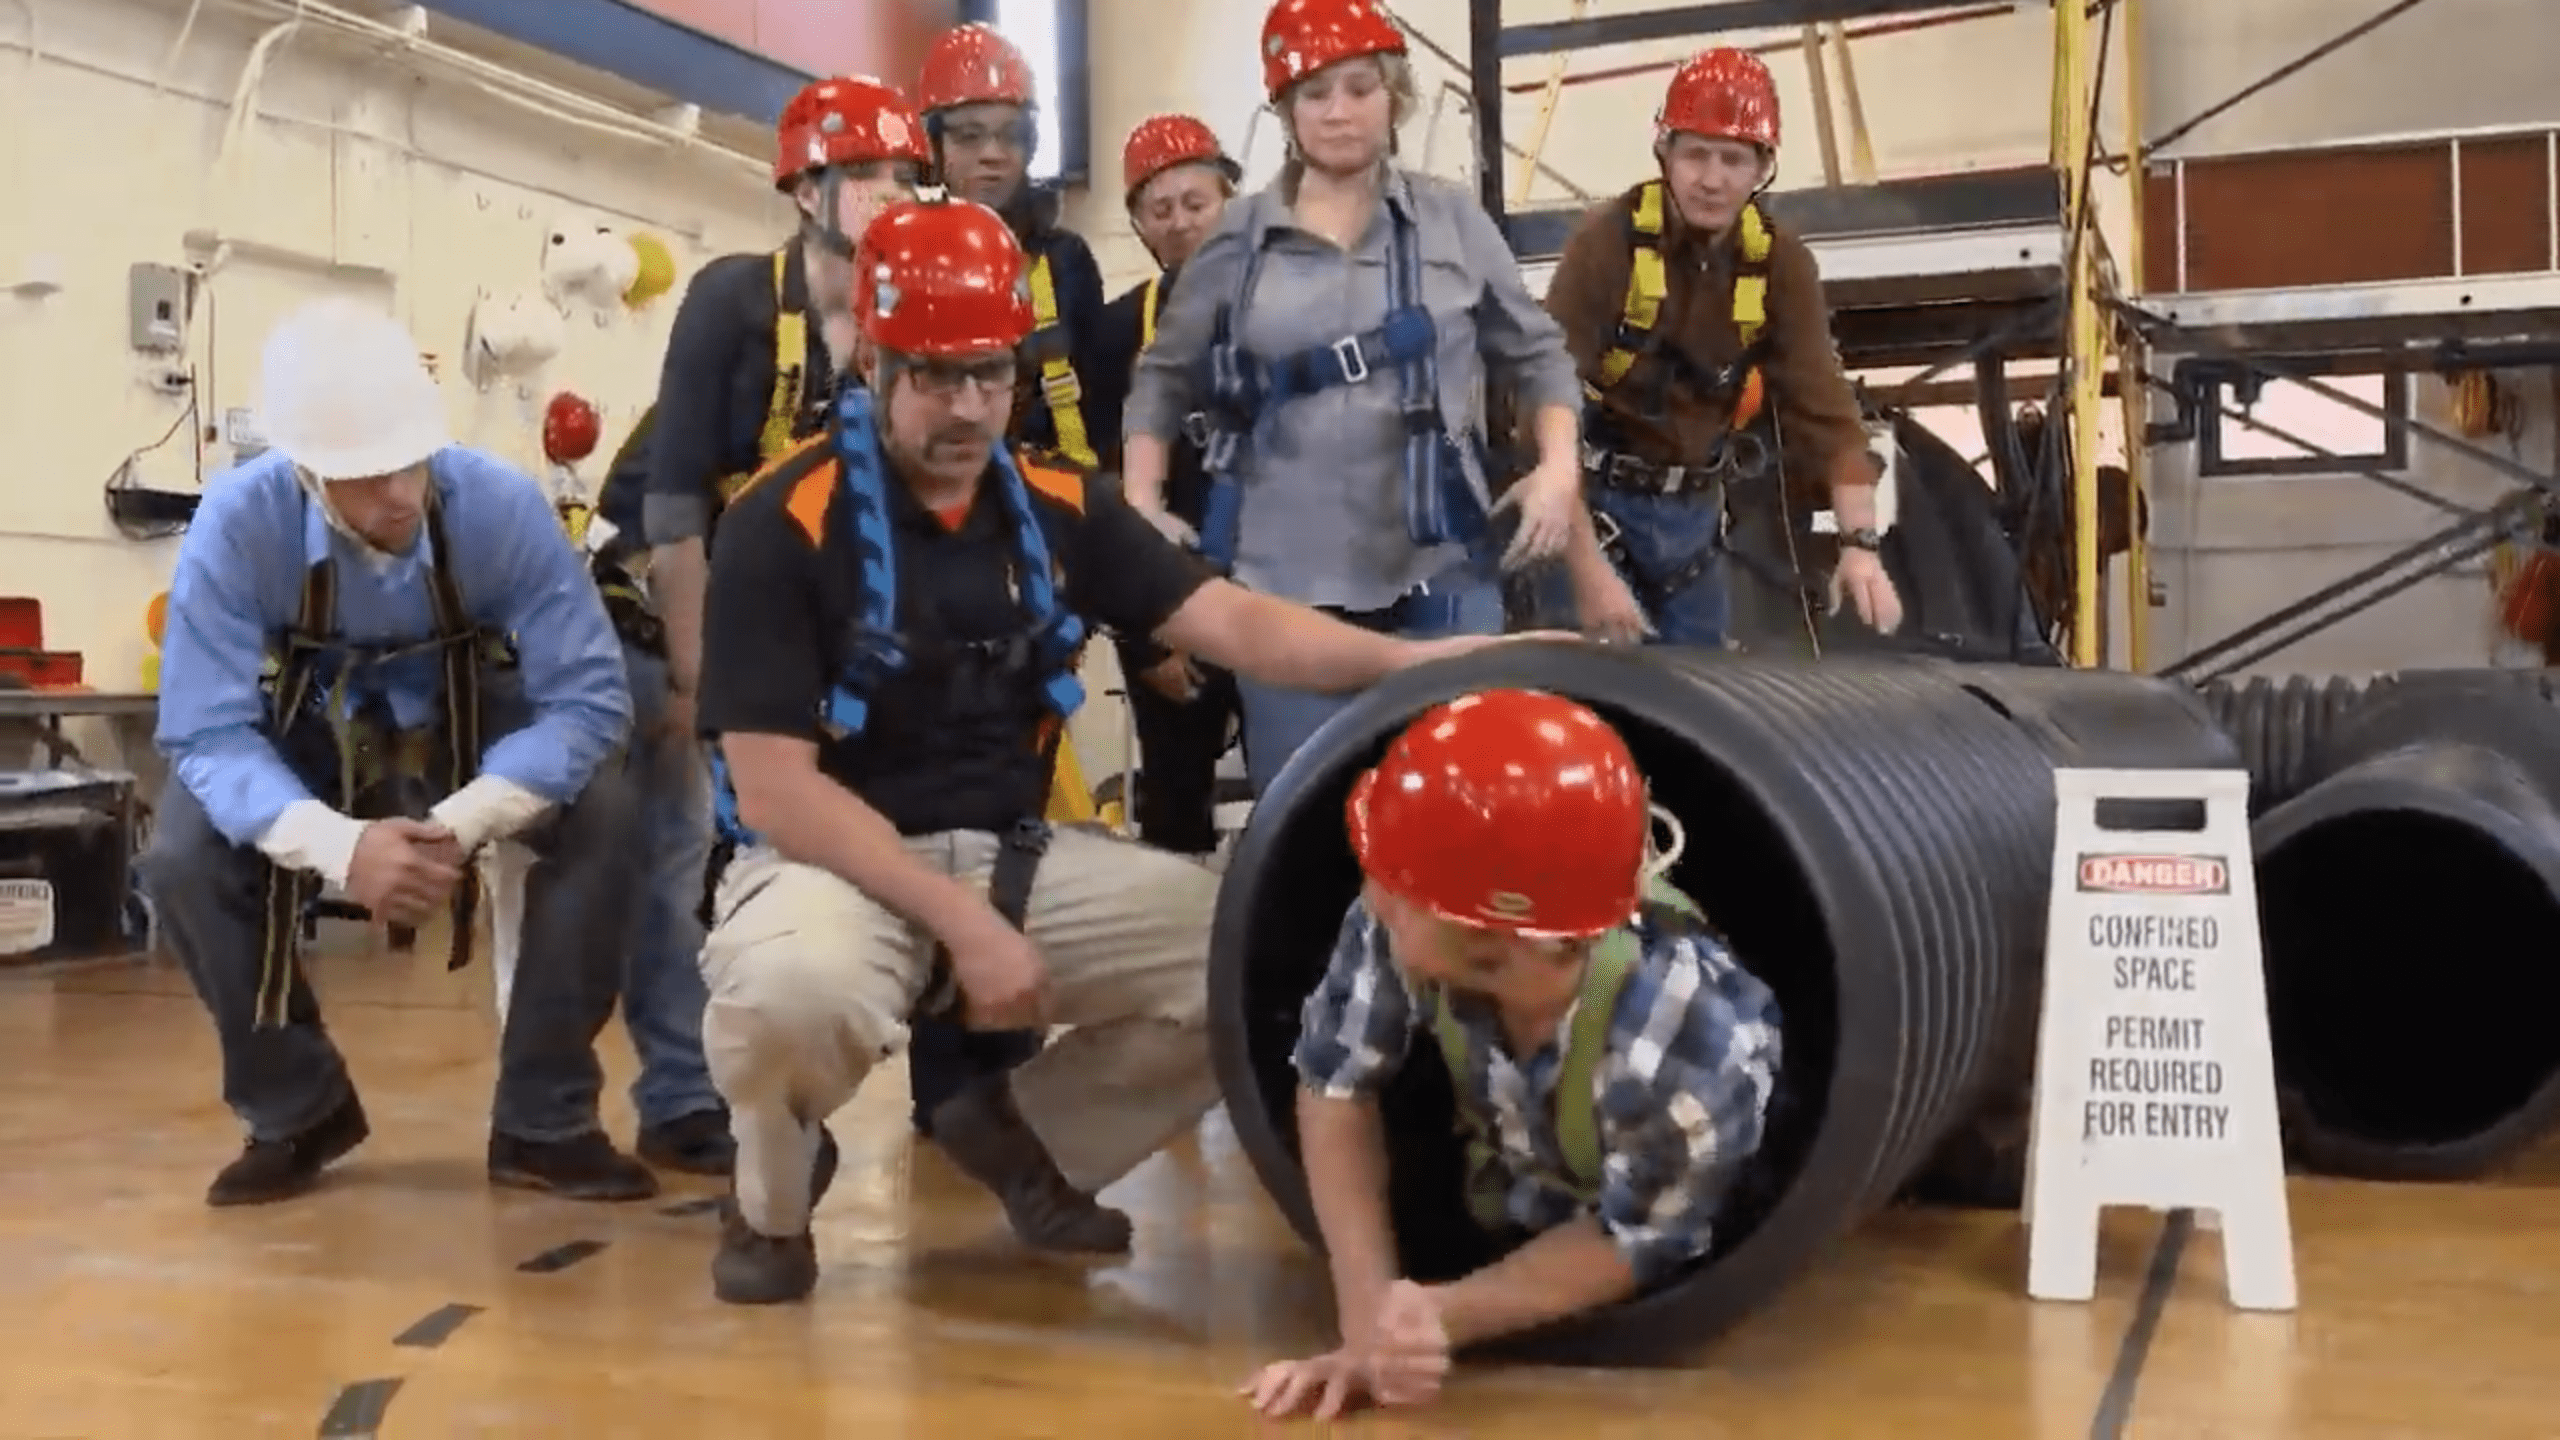 DANGER
CONFINED
SPACE
PERMIT
REQUIRED
FOR ENTRY